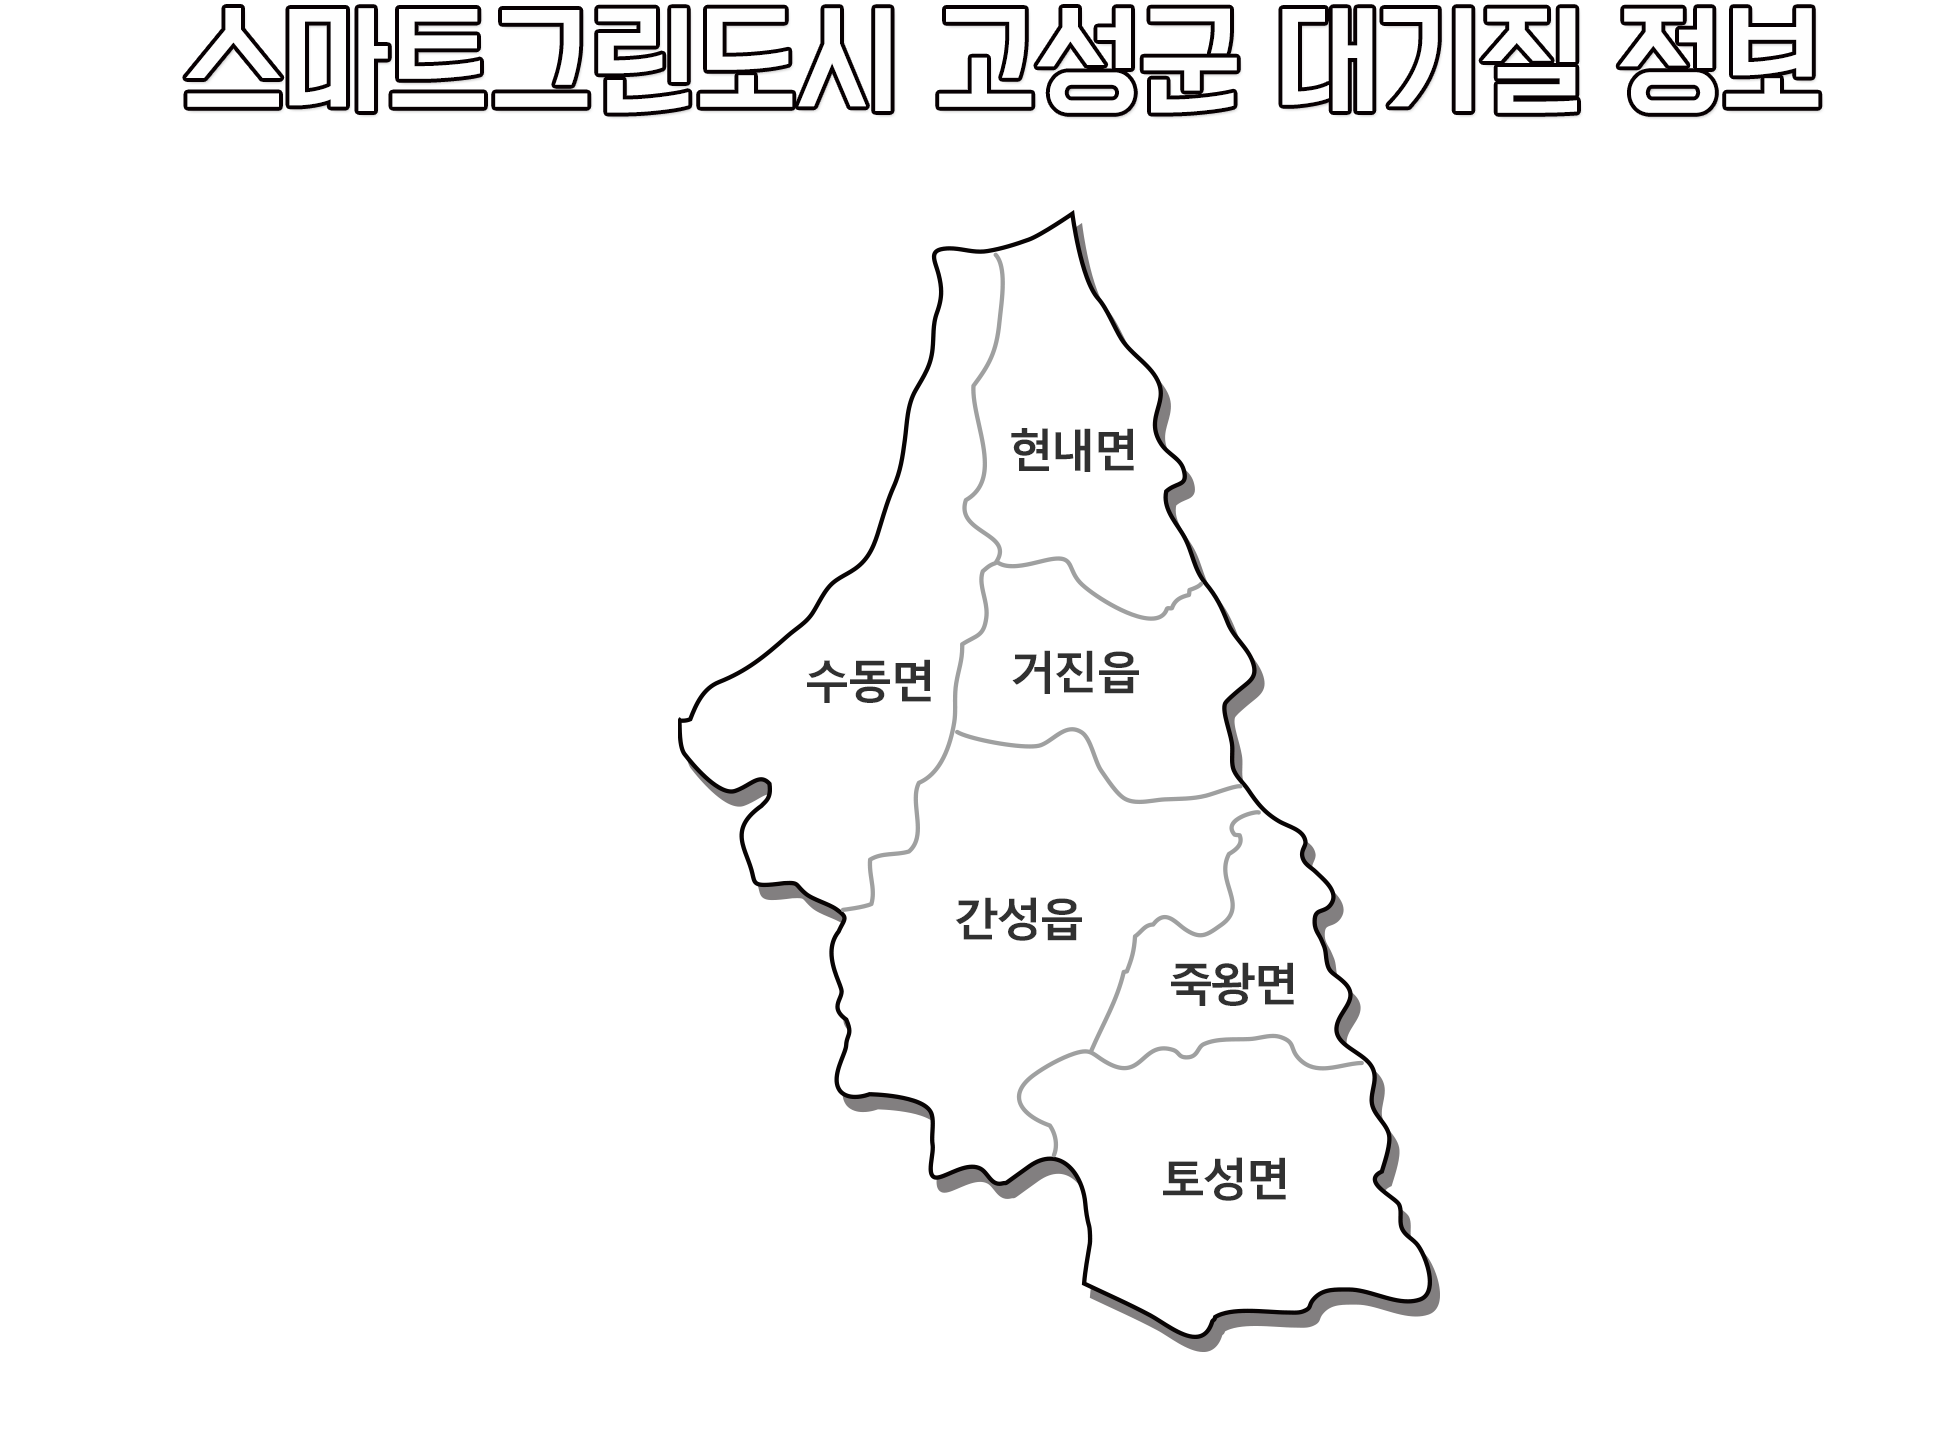 스마트그린도시 고성군 대기질 정보
현내면
수동면
거진읍
간성읍
죽왕면
토성면